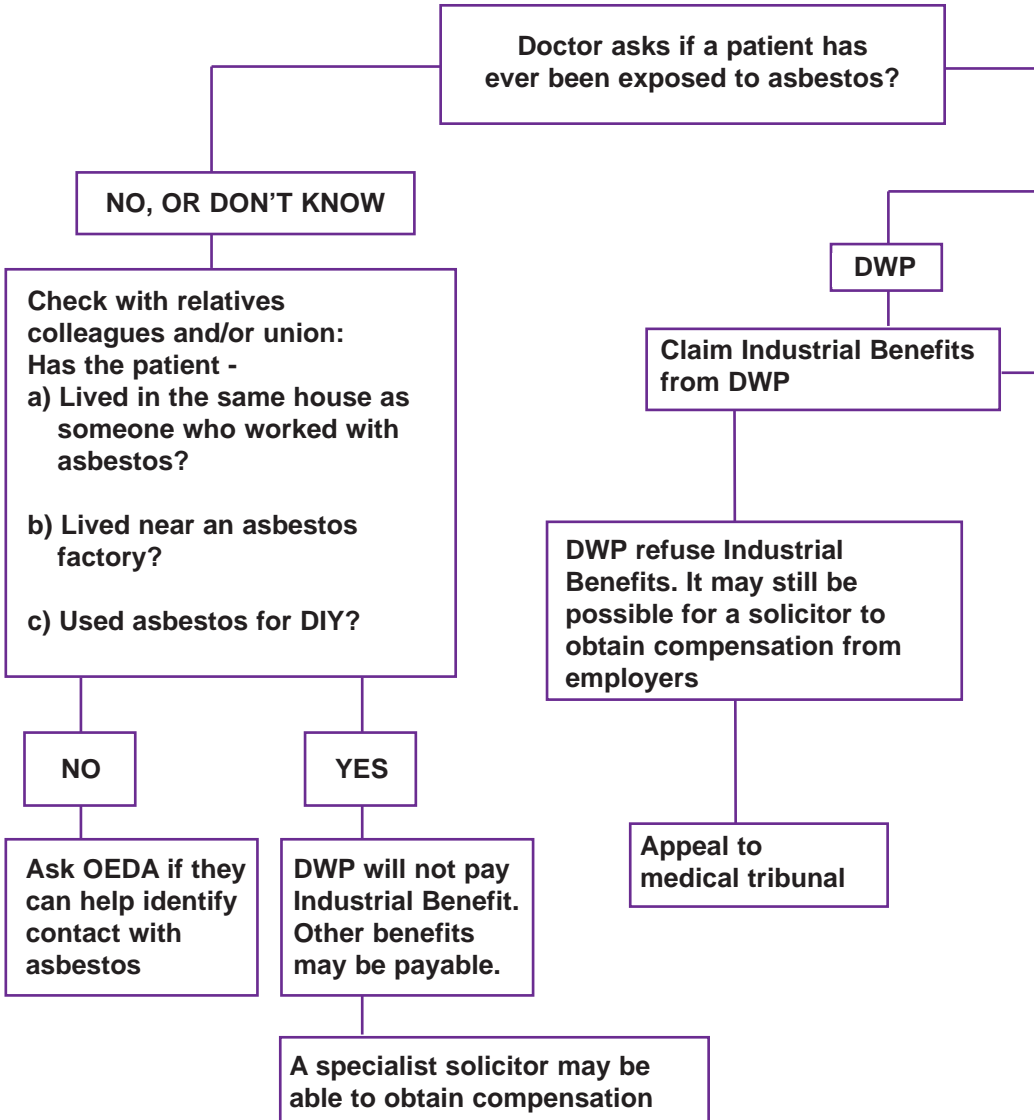 Doctor asks if a patient has
ever been exposed to asbestos?
NO, OR DON'T KNOW
Check with relatives
colleagues and/or union:
Has the patient -
a) Lived in the same house as
someone who worked with
asbestos?
b) Lived near an asbestos
factory?
c) Used asbestos for DIY?
NO
Ask OEDA if they
can help identify
contact with
asbestos
YES
DWP will not pay
Industrial Benefit.
Other benefits
may be payable.
A specialist solicitor may be
able to obtain compensation
DWP
Claim Industrial Benefits
from DWP
DWP refuse Industrial
Benefits. It may still be
possible for a solicitor to
obtain compensation from
employers
Appeal to
medical tribunal